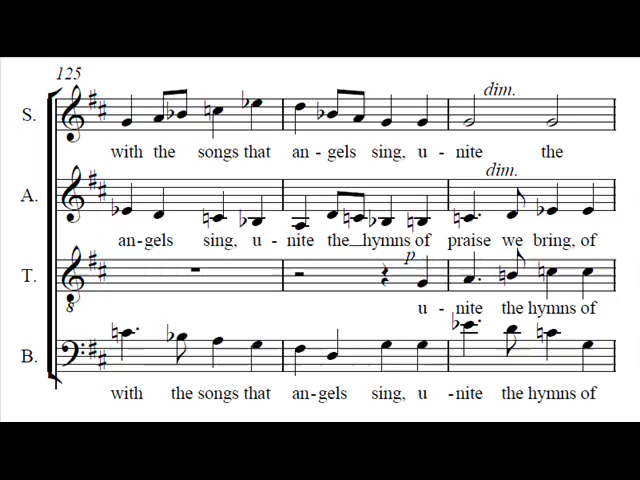 125
dim.
S.
with the songs that an - gels sing, u - nite the
dim.
A.
an-gels sing, u - nite the hymns of praise we bring, of
p
T.
8
u - nite the hymns of
B.
with the songs that an-gels sing, u - nite the hymns of